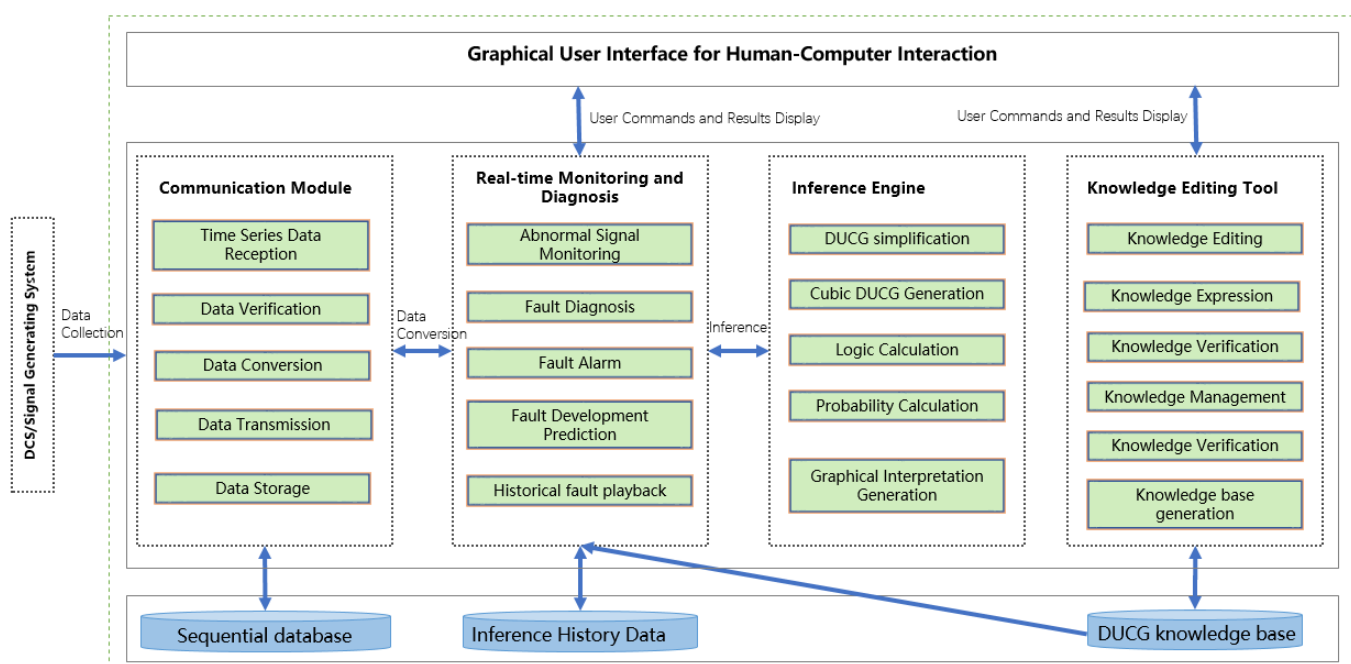 Graphical User Interface for Human-Computer Interaction
User Commands and Results Display
User Commands and Results Display
DCS/Signal Generating System
Data
Collection
Communication Module
Time Series Data
Reception
Data Verification
Data Conversion
Data Transmission
Data Storage
Data
Conversion
Real-time Monitoring and
Diagnosis
Abnormal Signal
Monitoring
Fault Diagnosis
Fault Alarm
Fault Development
Prediction
Historical fault playback
Inference
Inference Engine
DUCG simplification
Cubic DUCG Generation
Logic Calculation
Probability Calculation
Graphical Interpretation
Generation
Knowledge Editing Tool
Knowledge Editing
Knowledge Expression
Knowledge Verification
Knowledge Management
Knowledge Verification
Knowledge base
generation
Sequential database
Inference History Data
DUCG knowledge base